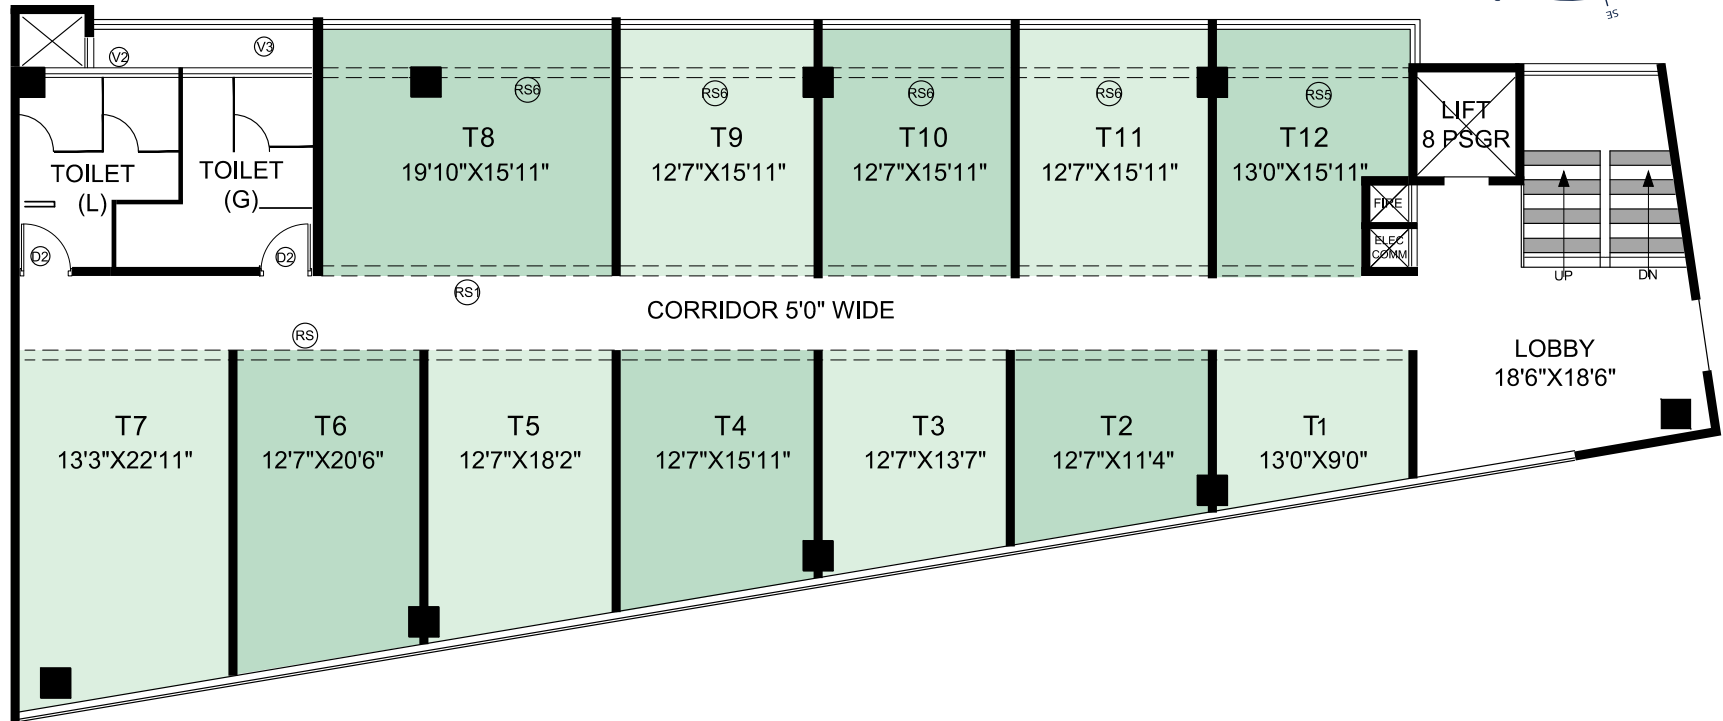 SE
V2
V3
RS6
RS6
RS6
RS6
RS5
T8
19'10"X15'11"
T9
12'7"X15'11"
T10
12'7"X15'11"
T11
12'7"X15'11"
T12
13'0"X15'11"
LIFT
8 PSGR
TOILET
(L)
TOILET
(G)
FIRE
ELEC
COMM
D2
D2
UP
DN
RS1
CORRIDOR 5'0" WIDE
RS
LOBBY
18'6"X18'6"
T7
13'3"X22'11"
T6
12'7"X20'6"
T5
12'7"X18'2"
T4
12'7"X15'11"
T3
12'7"X13'7"
T2
12'7"X11'4"
T1
13'0"X9'0"